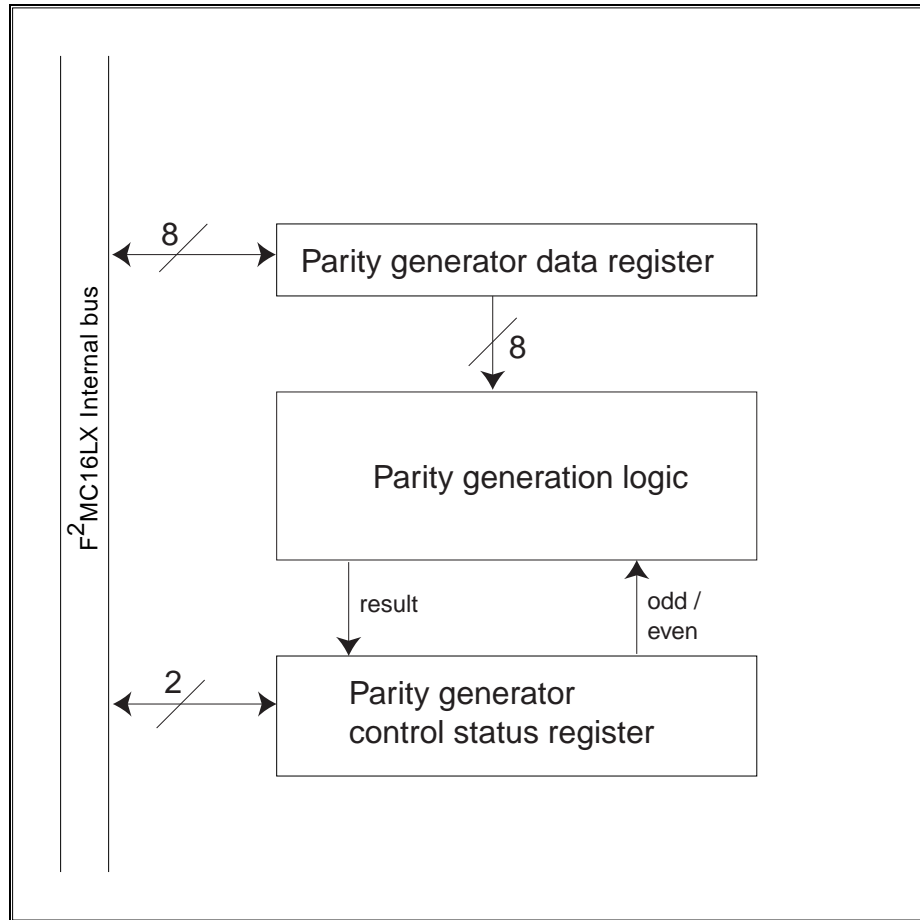 8
Parity generator data register
8
F²MC16LX Internal bus
Parity generation logic
result
odd /
even
2
Parity generator
control status register